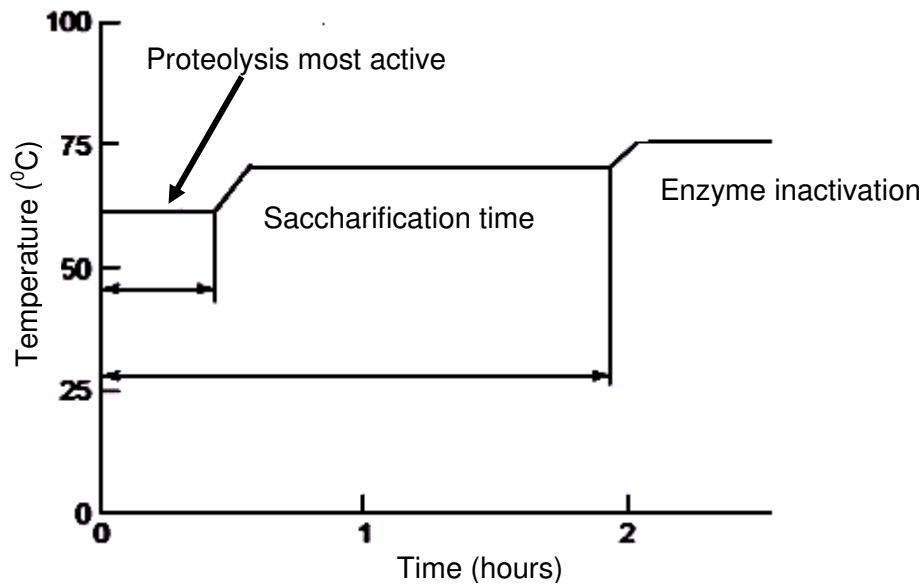 100
Proteolysis most active
75
Enzyme inactivation
Saccharification time
50
25
0
0
1
2
Temperature (⁰C)
Time (hours)